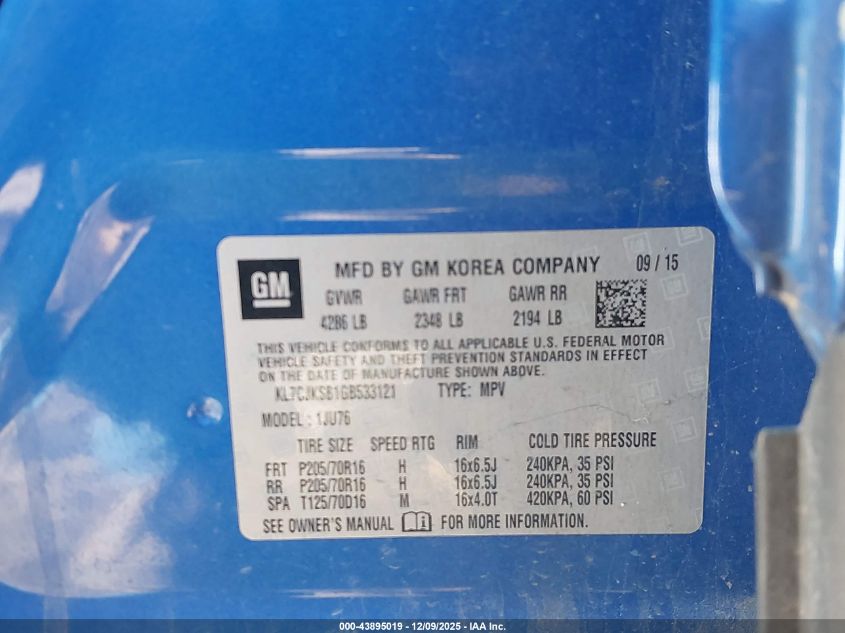 GM
MFD BY GM KOREA COMPANY 09 / 15
GVWR GAWR FRT GAWR RR
4286 LB 2348 LB 2194 LB
THIS VEHICLE CONFORMS TO ALL APPLICABLE U.S. FEDERAL MOTOR
VEHICLE SAFETY AND THEFT PREVENTION STANDARDS IN EFFECT
ON THE DATE OF MANUFACTURE SHOWN ABOVE.
KL7CJKSB1GB533121 TYPE: MPV
MODEL : 1JU76
TIRE SIZE SPEED RTG RIM COLD TIRE PRESSURE
FRT P205/70R16 H 16x6.5J 240KPA, 35 PSI
RR P205/70R16 H 16x6.5J 240KPA, 35 PSI
SPA T125/70D16 M 16x4.0T 420KPA, 60 PSI
SEE OWNER'S MANUAL FOR MORE INFORMATION.
000-43895019 - 12/09/2025 - IAA Inc.